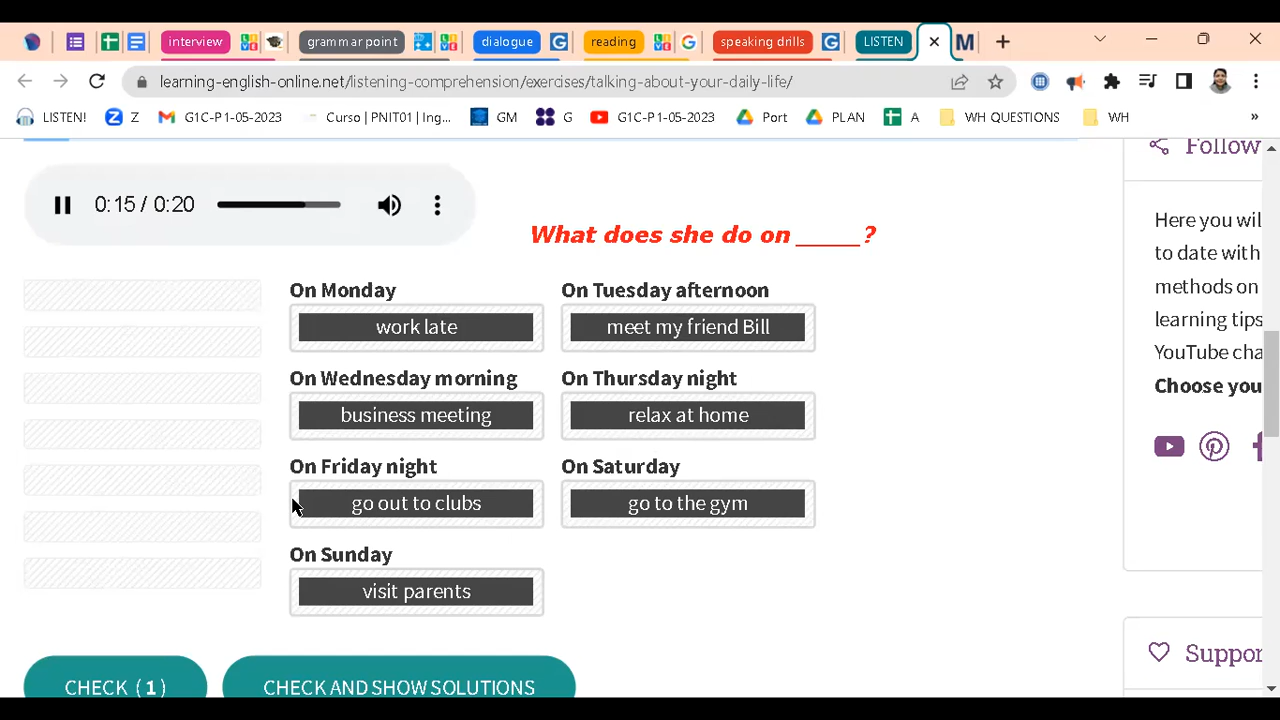 interview
grammar point
dialogue
reading
speaking drills
LISTEN
learning-english-online.net/listening-comprehension/exercises/talking-about-your-daily-life/
LISTEN!
Z
G1C-P1-05-2023
Curso | PNIT01 | Ing...
GM
G
G1C-P1-05-2023
Port
PLAN
A
WH QUESTIONS
WH
»
0:15 / 0:20
What does she do on _____?
On Monday
work late
On Tuesday afternoon
meet my friend Bill
On Wednesday morning
business meeting
On Thursday night
relax at home
On Friday night
go out to clubs
On Saturday
go to the gym
On Sunday
visit parents
CHECK (1)
CHECK AND SHOW SOLUTIONS
Follow
Here you wil
to date with
methods on
learning tips
YouTube cha
Choose you
Suppor